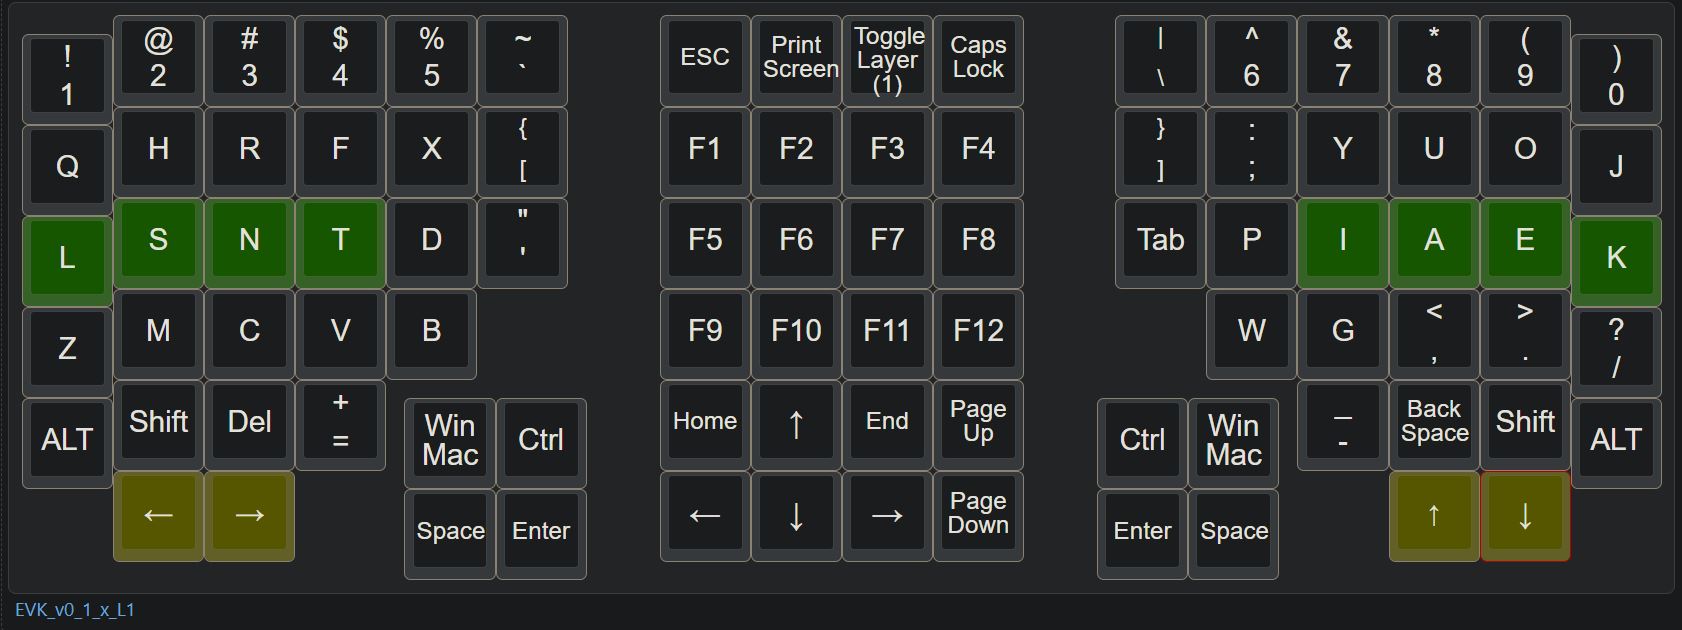 ! @ # $ % ~ ESC Print Screen Toggle Layer (1) Caps Lock | ^ & * ( )
1 2 3 4 5 ` \ 6 7 8 9 0
Q H R F X { [ F1 F2 F3 F4 } ] : ; Y U O J
L S N T D " ' F5 F6 F7 F8 Tab P I A E K
Z M C V B F9 F10 F11 F12 W G < , > . ? /
ALT Shift Del + = Win Mac Ctrl Home ↑ End Page Up Ctrl Win Mac _ - Back Space Shift ALT
← → Space Enter ← ↓ → Page Down Enter Space ↑ ↓
EVK_v0_1_x_L1